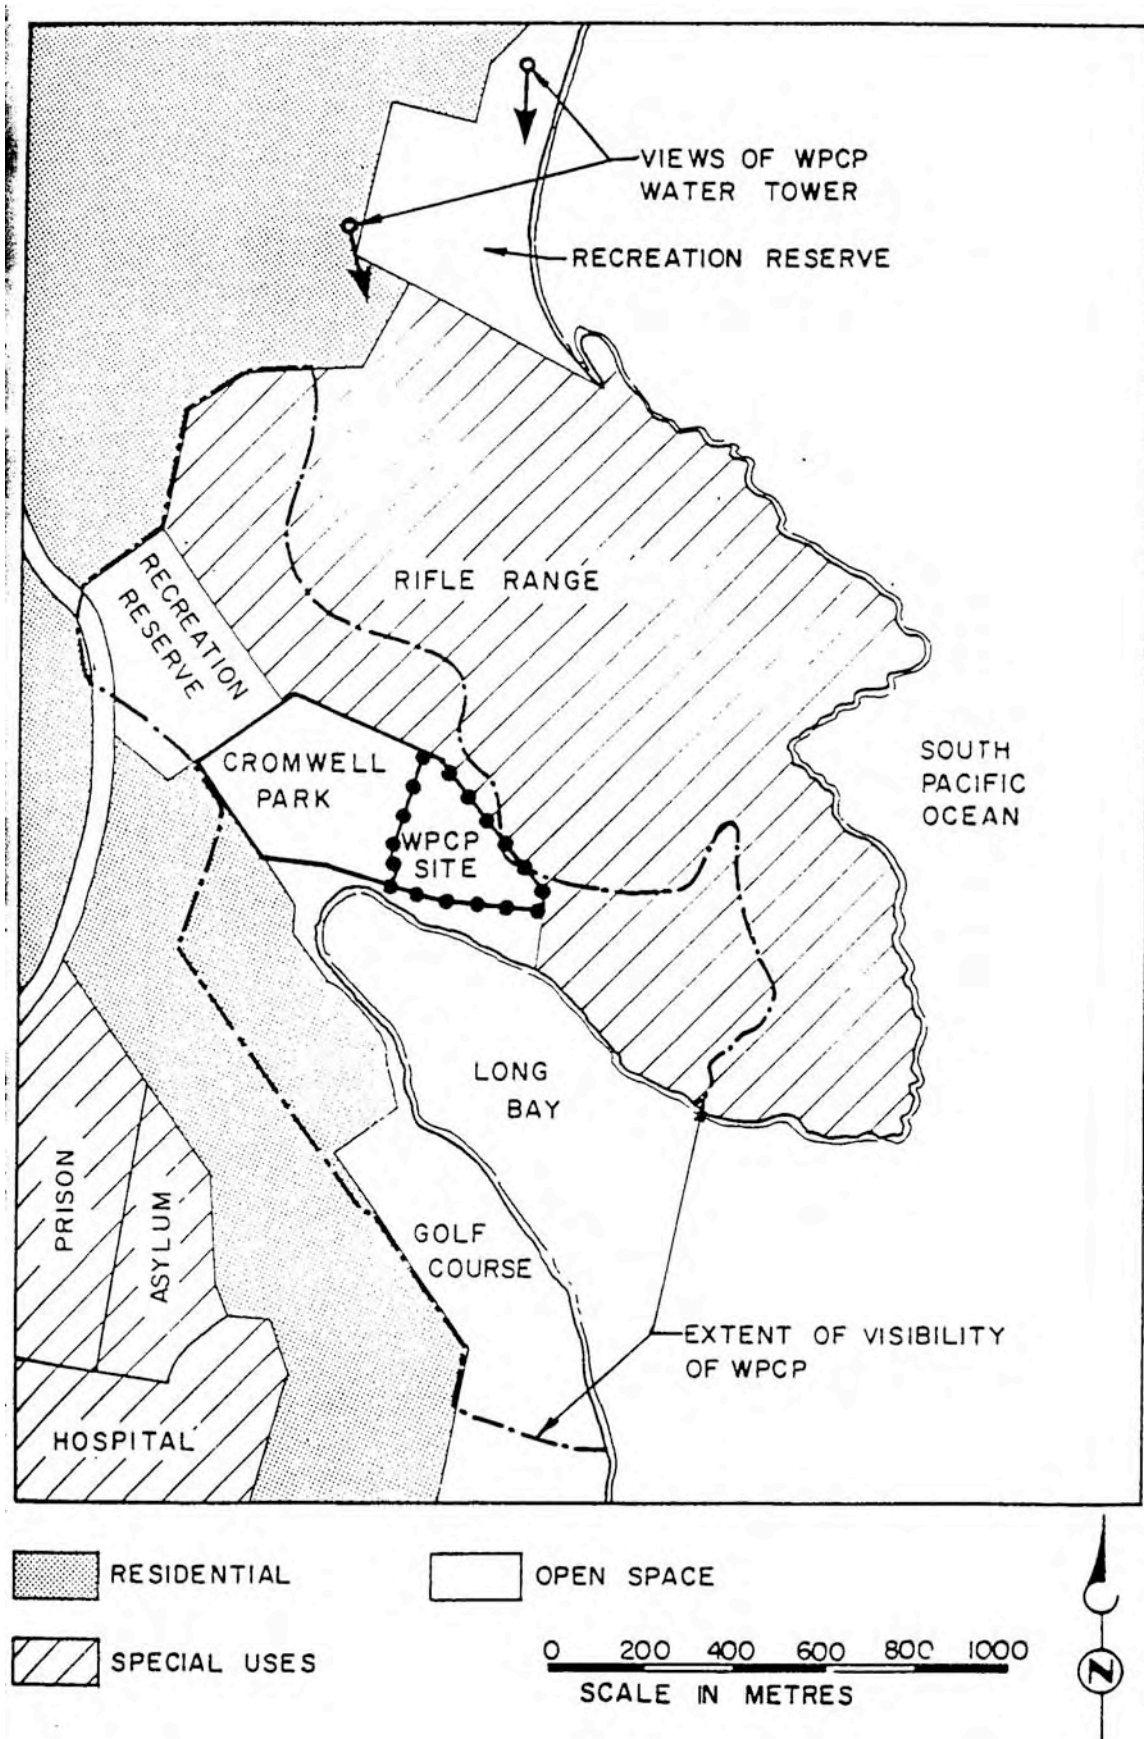 VIEWS OF WPCP
WATER TOWER
RECREATION RESERVE
RIFLE RANGE
RECREATION
RESERVE
CROMWELL
PARK
SOUTH
PACIFIC
OCEAN
WPCP
SITE
LONG
BAY
PRISON
ASYLUM
GOLF
COURSE
EXTENT OF VISIBILITY
OF WPCP
HOSPITAL
RESIDENTIAL
OPEN SPACE
SPECIAL USES
0 200 400 600 800 1000
SCALE IN METRES
N